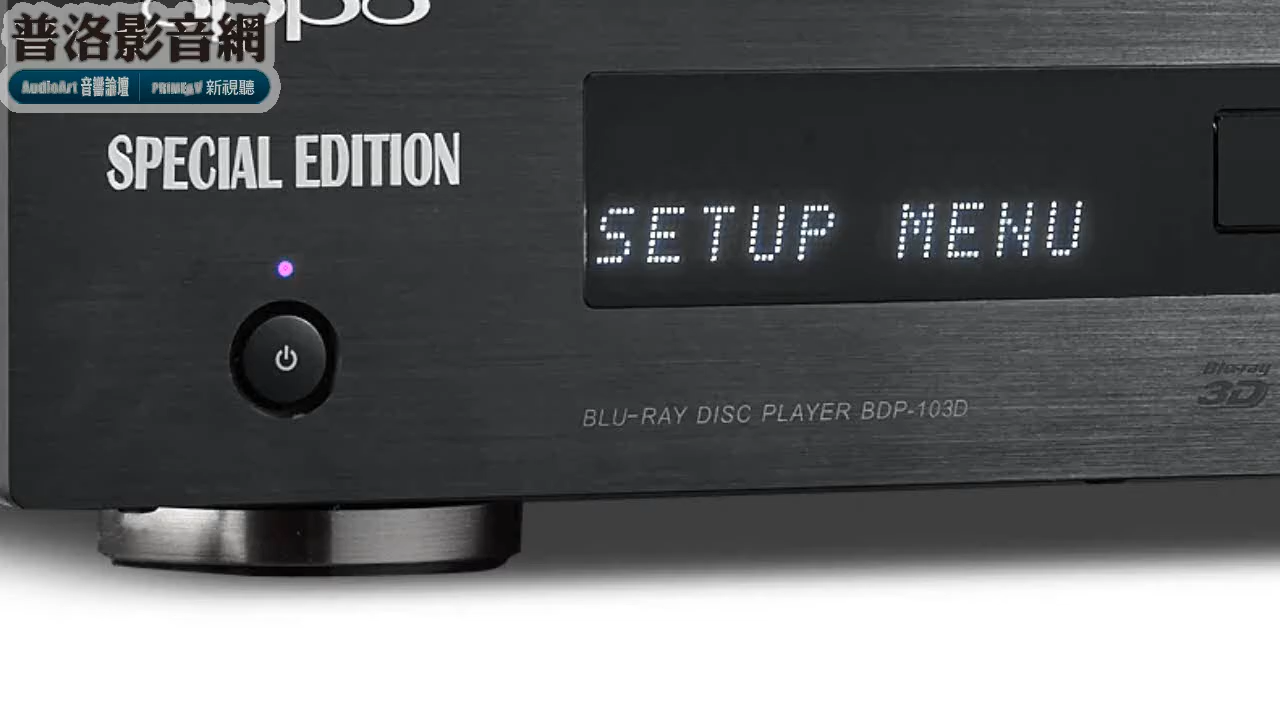 普洛影音網
AudioArt 音響論壇 PRIME AV 新視聽
SPECIAL EDITION
SETUP MENU
BLU-RAY DISC PLAYER BDP-103D
Blu-ray
3D